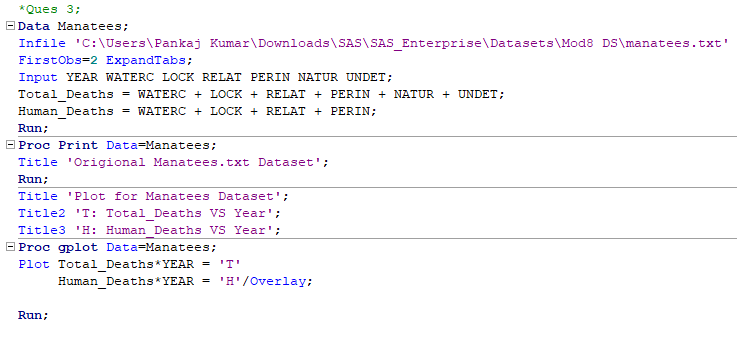 *Ques 3;
Data Manatees;
Infile 'C:\Users\Pankaj Kumar\Downloads\SAS\SAS_Enterprise\Datasets\Mod8 DS\manatees.txt'
FirstObs=2 ExpandTabs;
Input YEAR WATERC LOCK RELAT PERIN NATUR UNDET;
Total_Deaths = WATERC + LOCK + RELAT + PERIN + NATUR + UNDET;
Human_Deaths = WATERC + LOCK + RELAT + PERIN;
Run;
Proc Print Data=Manatees;
Title 'Origional Manatees.txt Dataset';
Run;
Title 'Plot for Manatees Dataset';
Title2 'T: Total_Deaths VS Year';
Title3 'H: Human_Deaths VS Year';
Proc gplot Data=Manatees;
Plot Total_Deaths*YEAR = 'T'
Human_Deaths*YEAR = 'H'/Overlay;
Run;